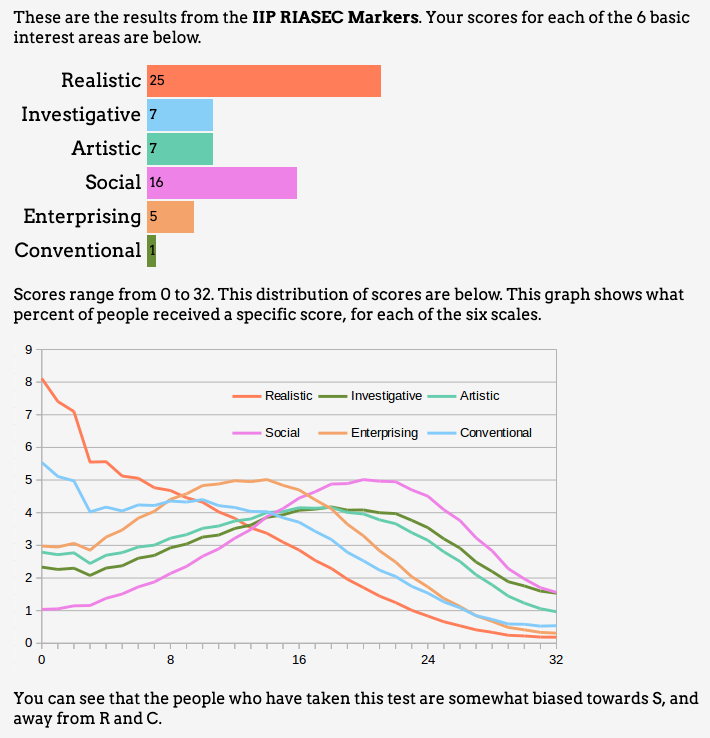 These are the results from the IIP RIASEC Markers. Your scores for each of the 6 basic
interest areas are below.
Realistic 25
Investigative 7
Artistic 7
Social 16
Enterprising 5
Conventional 1
Scores range from 0 to 32. This distribution of scores are below. This graph shows what
percent of people received a specific score, for each of the six scales.
9
8
7
6
5
4
3
2
1
0
Realistic Investigative Artistic
Social Enterprising Conventional
0 8 16 24 32
You can see that the people who have taken this test are somewhat biased towards S, and
away from R and C.